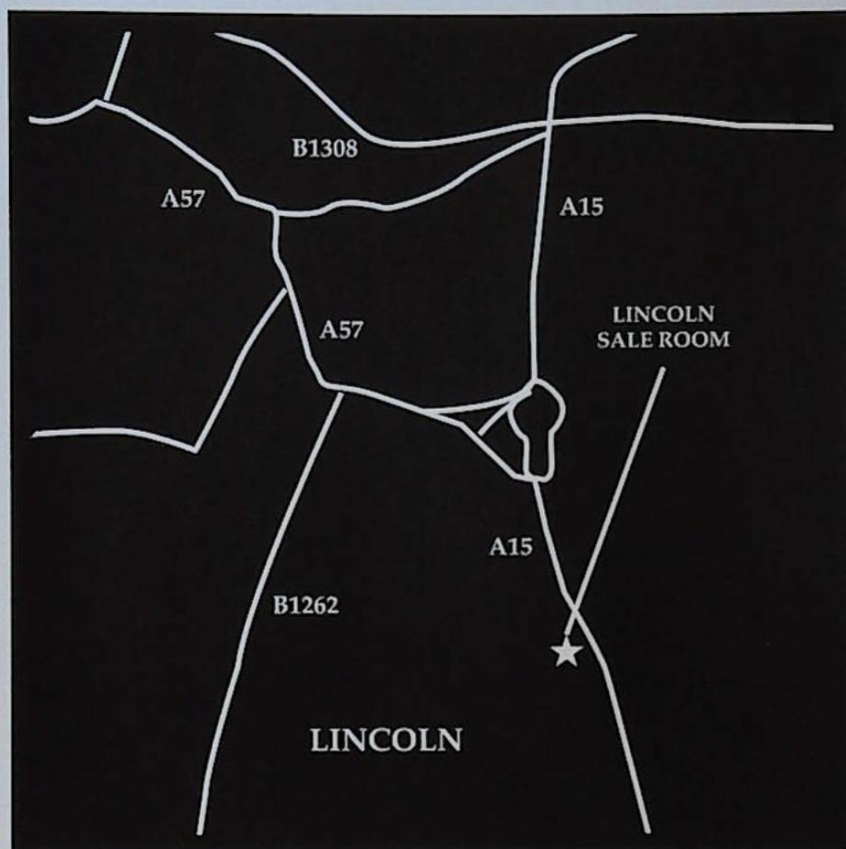 B1308
A57
A15
LINCOLN
SALE ROOM
A57
A15
B1262
LINCOLN